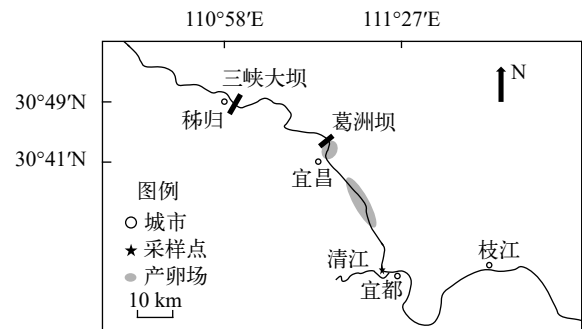 110°58′E 111°27′E
N
三峡大坝
30°49′N
秭归
葛洲坝
30°41′N
宜昌
图例
城市
采样点
产卵场
10 km
清江
宜都
枝江